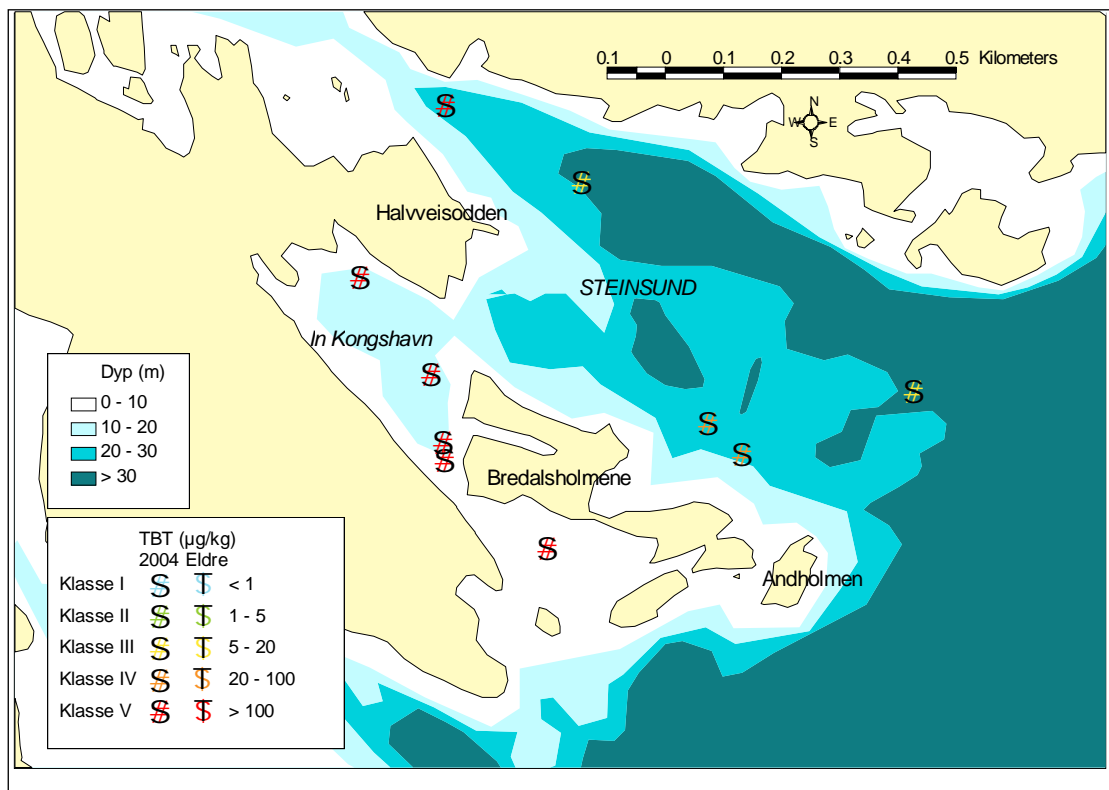 0.1 0 0.1 0.2 0.3 0.4 0.5 Kilometers
N
W E
S
Halvveisodden
STEINSUND
In Kongshavn
Bredalsholmene
Andholmen
Dyp (m)
0 - 10
10 - 20
20 - 30
> 30
TBT (µg/kg)
2004 Eldre
Klasse I < 1
Klasse II 1 - 5
Klasse III 5 - 20
Klasse IV 20 - 100
Klasse V > 100